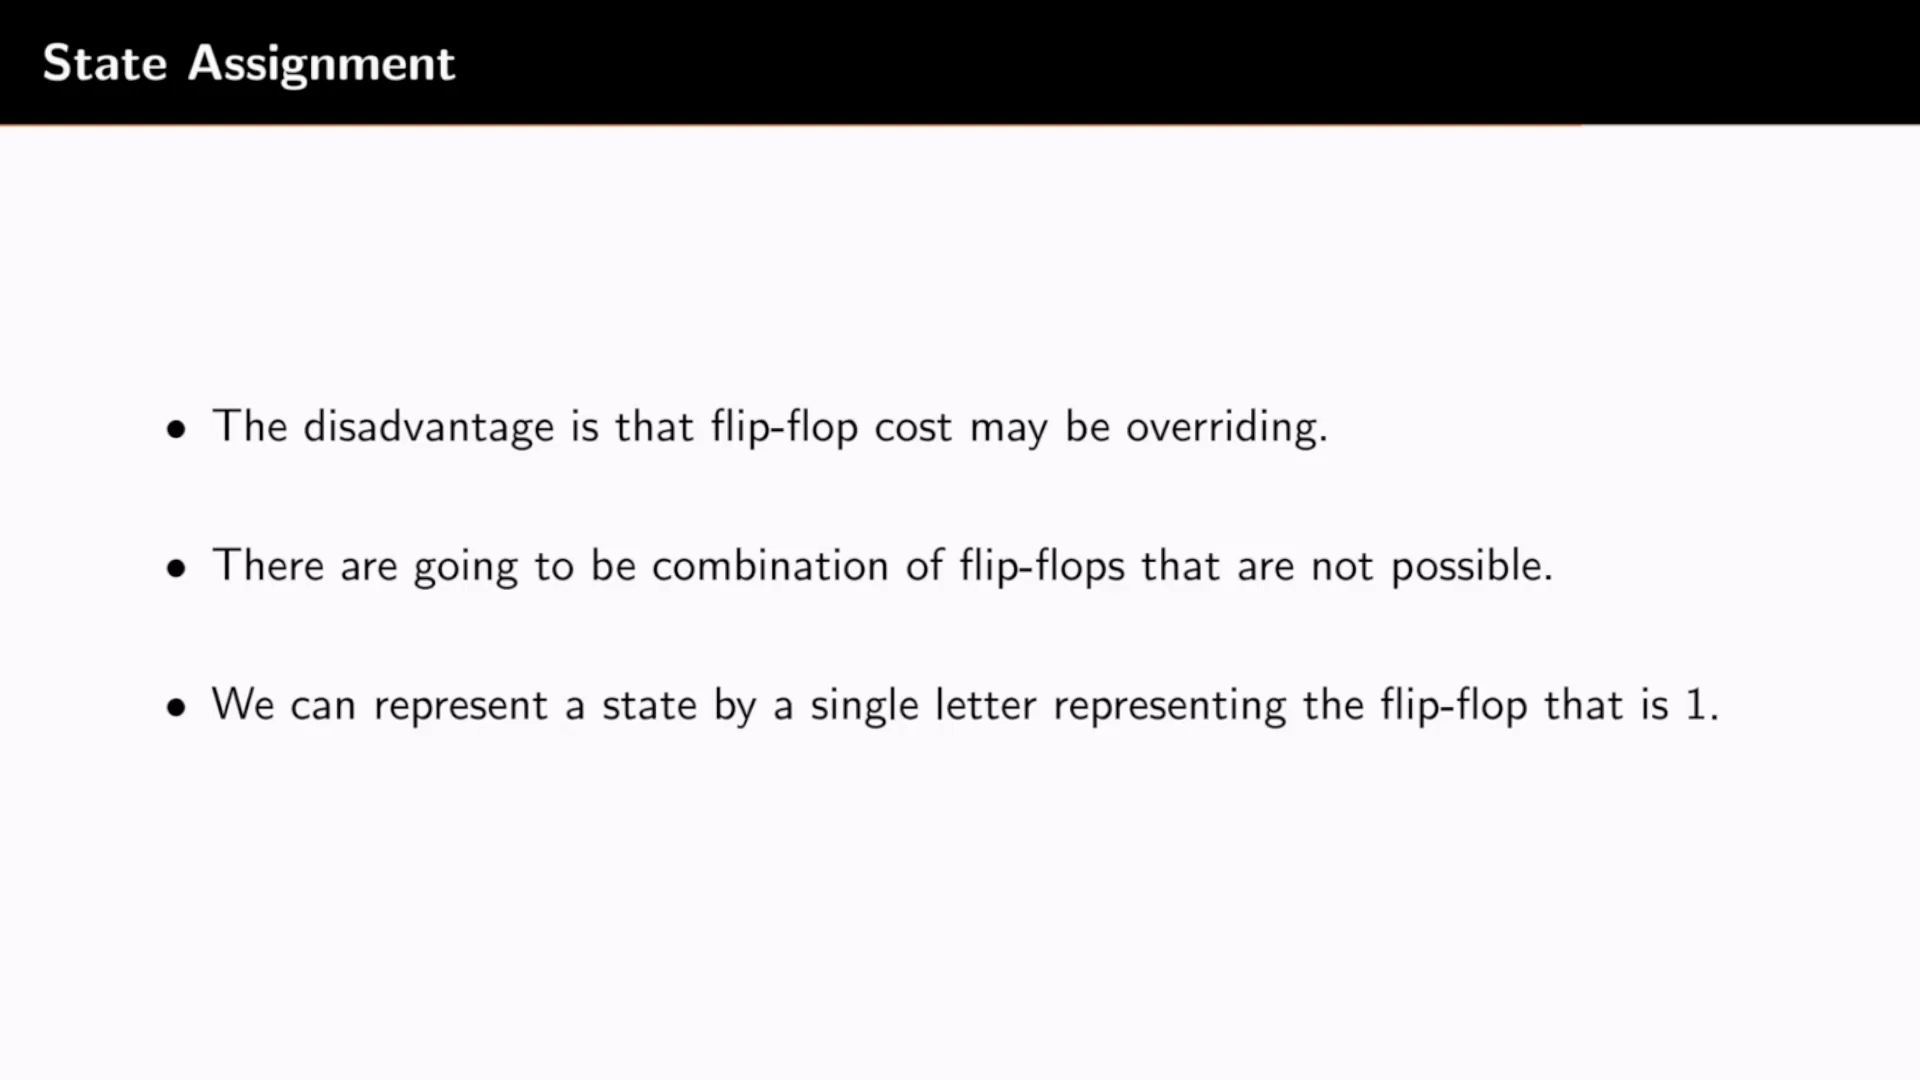 State Assignment
• The disadvantage is that flip-flop cost may be overriding.
• There are going to be combination of flip-flops that are not possible.
• We can represent a state by a single letter representing the flip-flop that is 1.